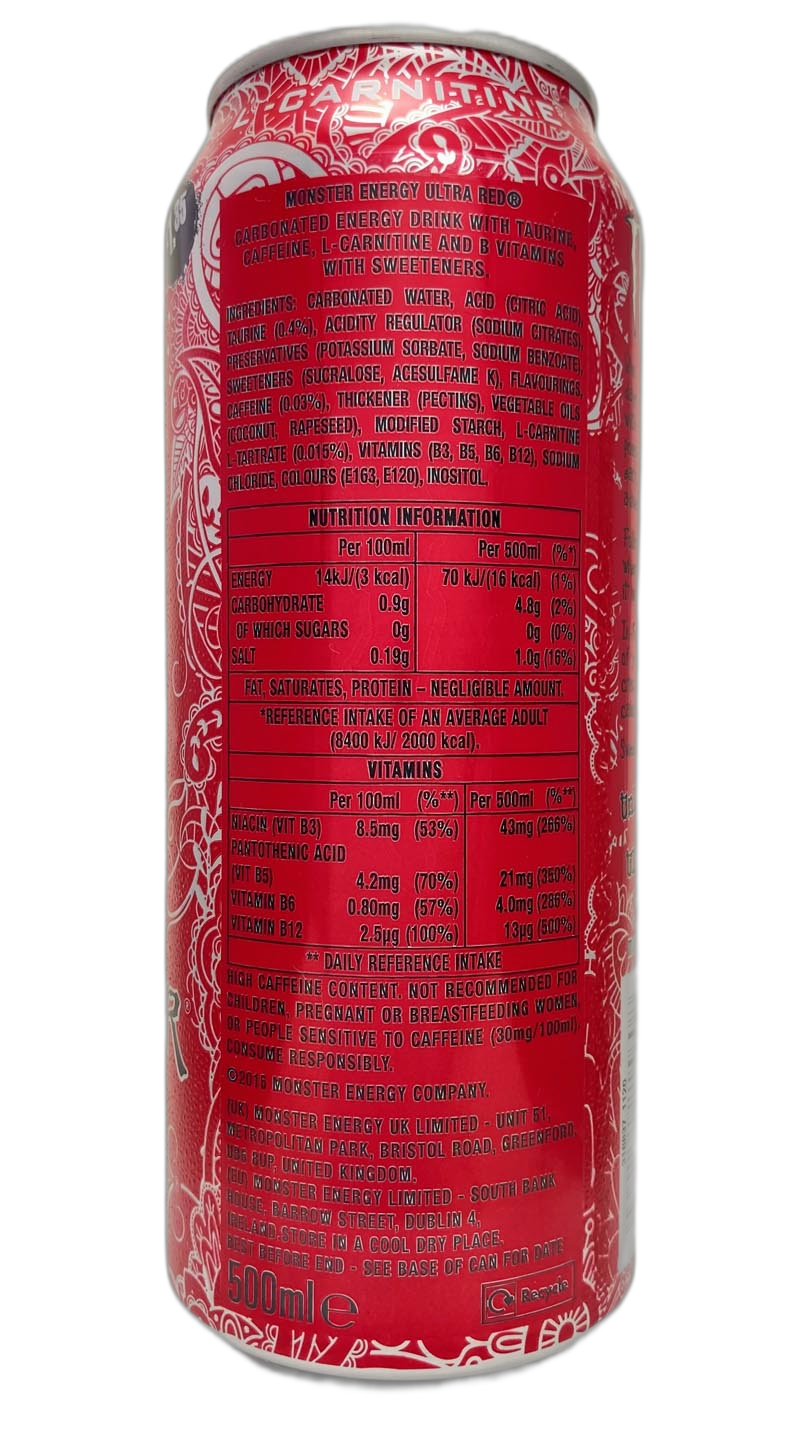 L-CARNITINE
MONSTER ENERGY ULTRA RED®
CARBONATED ENERGY DRINK WITH TAURINE,
CAFFEINE, L-CARNITINE AND B VITAMINS
WITH SWEETENERS.
INGREDIENTS: CARBONATED WATER, ACID (CITRIC ACID),
TAURINE (0.4%), ACIDITY REGULATOR (SODIUM CITRATES),
PRESERVATIVES (POTASSIUM SORBATE, SODIUM BENZOATE),
SWEETENERS (SUCRALOSE, ACESULFAME K), FLAVOURINGS,
CAFFEINE (0.03%), THICKENER (PECTINS), VEGETABLE OILS
(COCONUT, RAPESEED), MODIFIED STARCH, L-CARNITINE
L-TARTRATE (0.015%), VITAMINS (B3, B5, B6, B12), SODIUM
CHLORIDE, COLOURS (E163, E120), INOSITOL.
NUTRITION INFORMATION
Per 100ml Per 500ml (%*)
ENERGY 14kJ/(3 kcal) 70 kJ/(16 kcal) (1%)
CARBOHYDRATE 0.9g 4.8g (2%)
OF WHICH SUGARS 0g 0g (0%)
SALT 0.19g 1.0g (16%)
FAT, SATURATES, PROTEIN – NEGLIGIBLE AMOUNT.
*REFERENCE INTAKE OF AN AVERAGE ADULT
(8400 kJ/ 2000 kcal).
VITAMINS
Per 100ml (%**) Per 500ml (%**)
NIACIN (VIT B3) 8.5mg (53%) 43mg (266%)
PANTOTHENIC ACID
(VIT B5) 4.2mg (70%) 21mg (350%)
VITAMIN B6 0.80mg (57%) 4.0mg (286%)
VITAMIN B12 2.5µg (100%) 13µg (500%)
** DAILY REFERENCE INTAKE
HIGH CAFFEINE CONTENT. NOT RECOMMENDED FOR
CHILDREN, PREGNANT OR BREASTFEEDING WOMEN,
OR PEOPLE SENSITIVE TO CAFFEINE (30mg/100ml).
CONSUME RESPONSIBLY.
©2016 MONSTER ENERGY COMPANY.
(UK) MONSTER ENERGY UK LIMITED - UNIT 51,
METROPOLITAN PARK, BRISTOL ROAD, GREENFORD,
UB6 8UP, UNITED KINGDOM.
(EU) MONSTER ENERGY LIMITED - SOUTH BANK
HOUSE, BARROW STREET, DUBLIN 4,
IRELAND.STORE IN A COOL DRY PLACE.
BEST BEFORE END - SEE BASE OF CAN FOR DATE
500ml e
Recycle